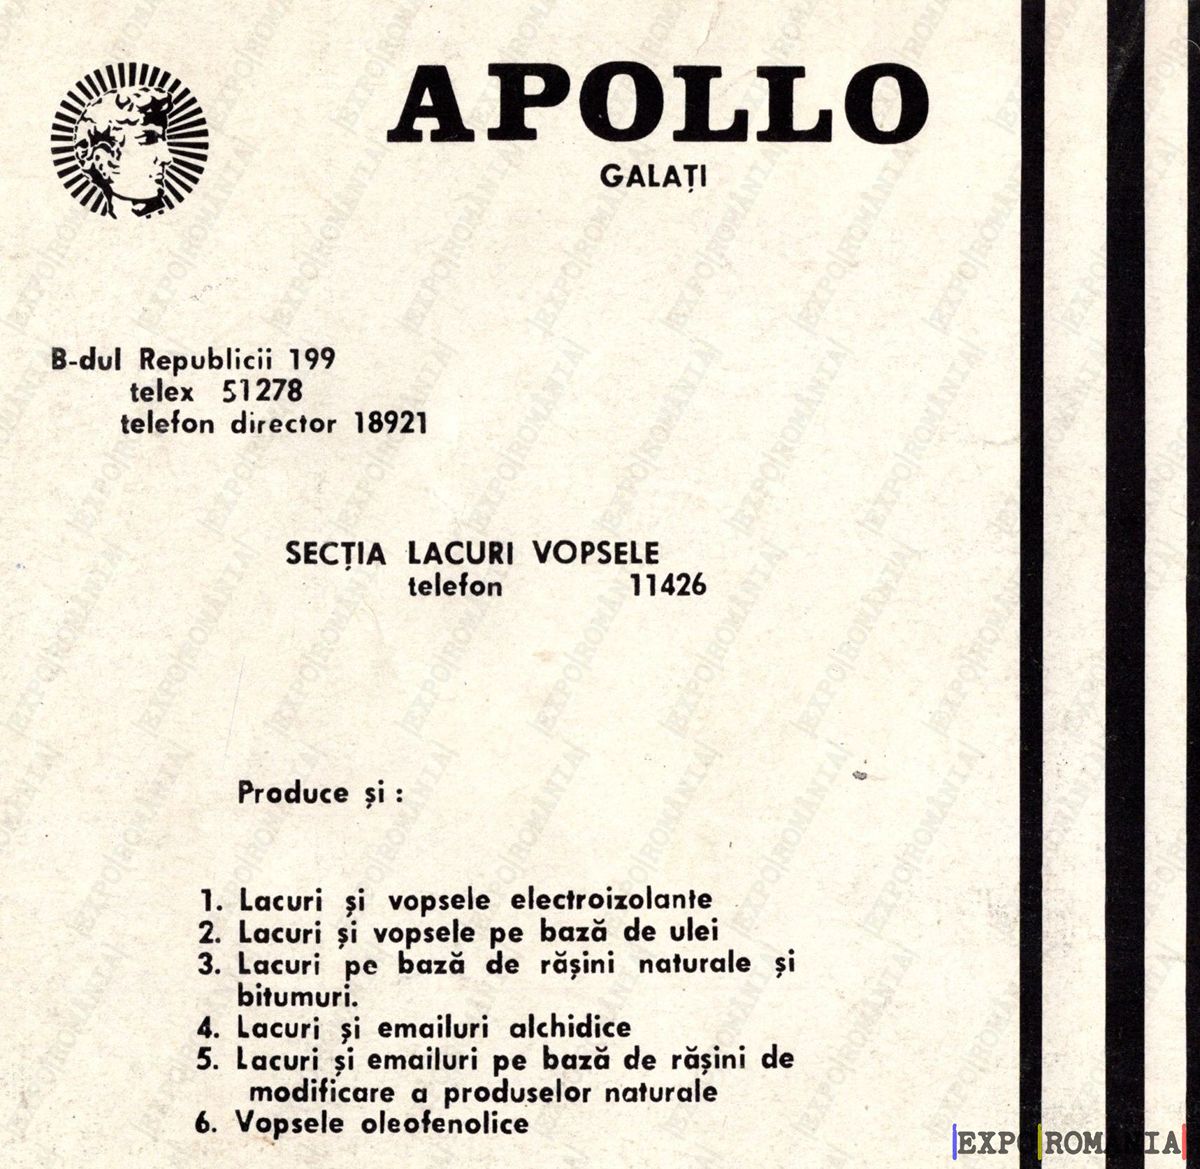 APOLLO
GALAȚI
B-dul Republicii 199
telex 51278
telefon director 18921
SECȚIA LACURI VOPSELE
telefon 11426
Produce și :
1. Lacuri și vopsele electroizolante
2. Lacuri și vopsele pe bază de ulei
3. Lacuri pe bază de rășini naturale și
bitumuri.
4. Lacuri și emailuri alchidice
5. Lacuri și emailuri pe bază de rășini de
modificare a produselor naturale
6. Vopsele oleofenolice
|EXPO|ROMANIA|